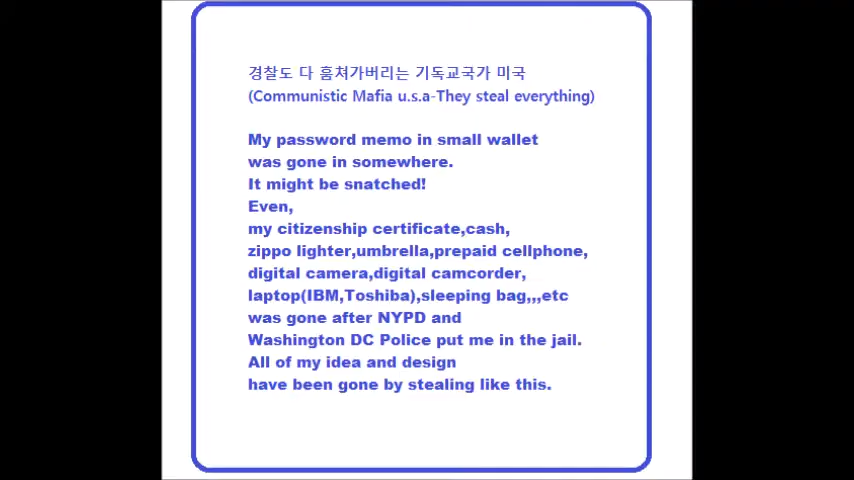 경찰도 다 훔쳐가버리는 기독교국가 미국
(Communistic Mafia u.s.a-They steal everything)
My password memo in small wallet
was gone in somewhere.
It might be snatched!
Even,
my citizenship certificate,cash,
zippo lighter,umbrella,prepaid cellphone,
digital camera,digital camcorder,
laptop(IBM,Toshiba),sleeping bag,,,etc
was gone after NYPD and
Washington DC Police put me in the jail.
All of my idea and design
have been gone by stealing like this.